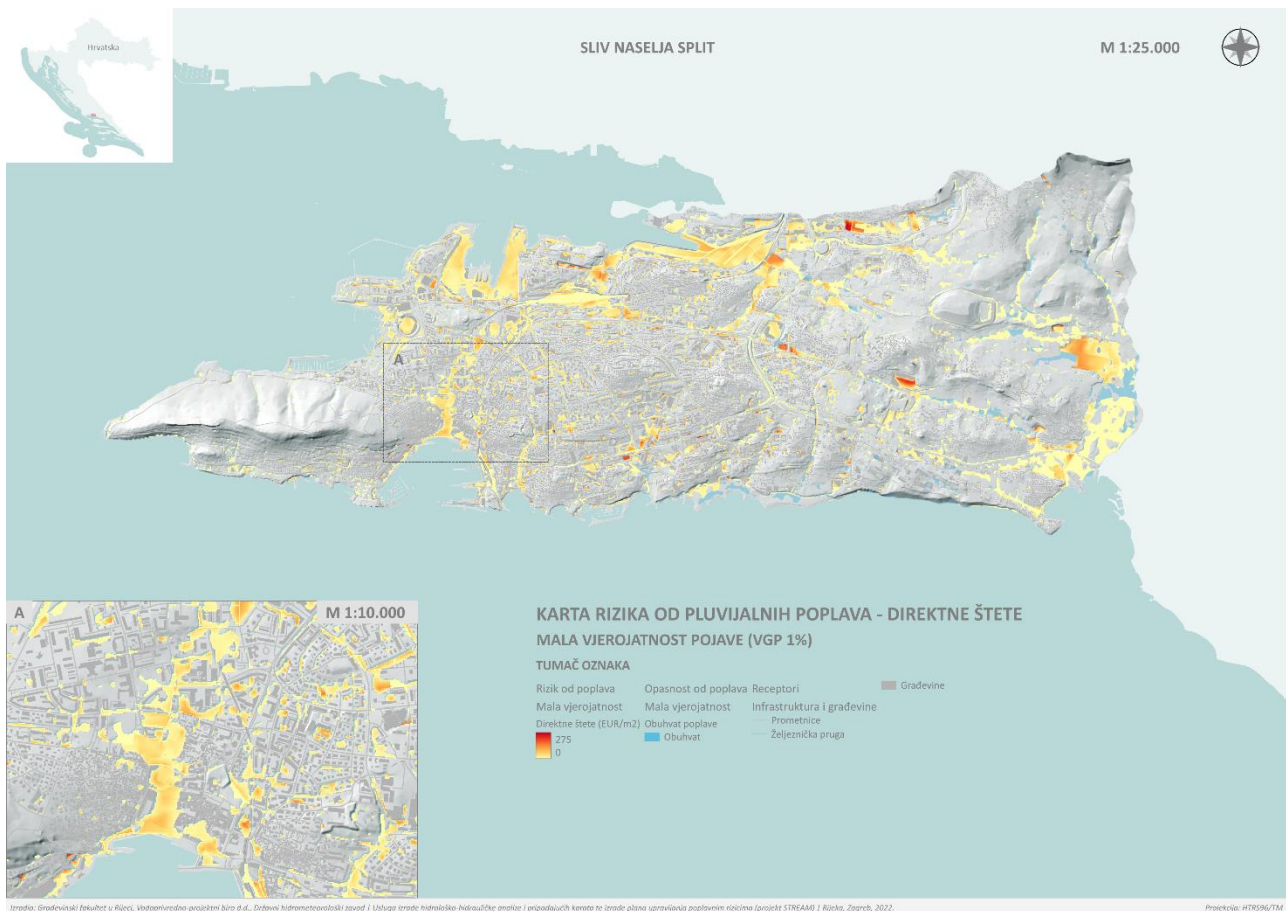 Hrvatska
SLIV NASELJA SPLIT
M 1:25.000
A
A
M 1:10.000
KARTA RIZIKA OD PLUVIJALNIH POPLAVA - DIREKTNE ŠTETE
MALA VJEROJATNOST POJAVE (VGP 1%)
TUMAČ OZNAKA
Rizik od poplava
Mala vjerojatnost
Direktne štete (EUR/m2)
275
0
Opasnost od poplava
Mala vjerojatnost
Obuhvat poplave
Obuhvat
Receptori
Infrastruktura i građevine
Prometnice
Željeznička pruga
Građevine
Izradio: Građevinski fakultet u Rijeci, Vodoprivredno-projektni biro d.d., Državni hidrometeorološki zavod | Usluga izrade hidrološko-hidrauličke analize i pripadajućih karata te izrade plana upravljanja poplavnim rizicima (projekt STREAM) | Rijeka, Zagreb, 2022.
Projekcija: HTRS96/TM